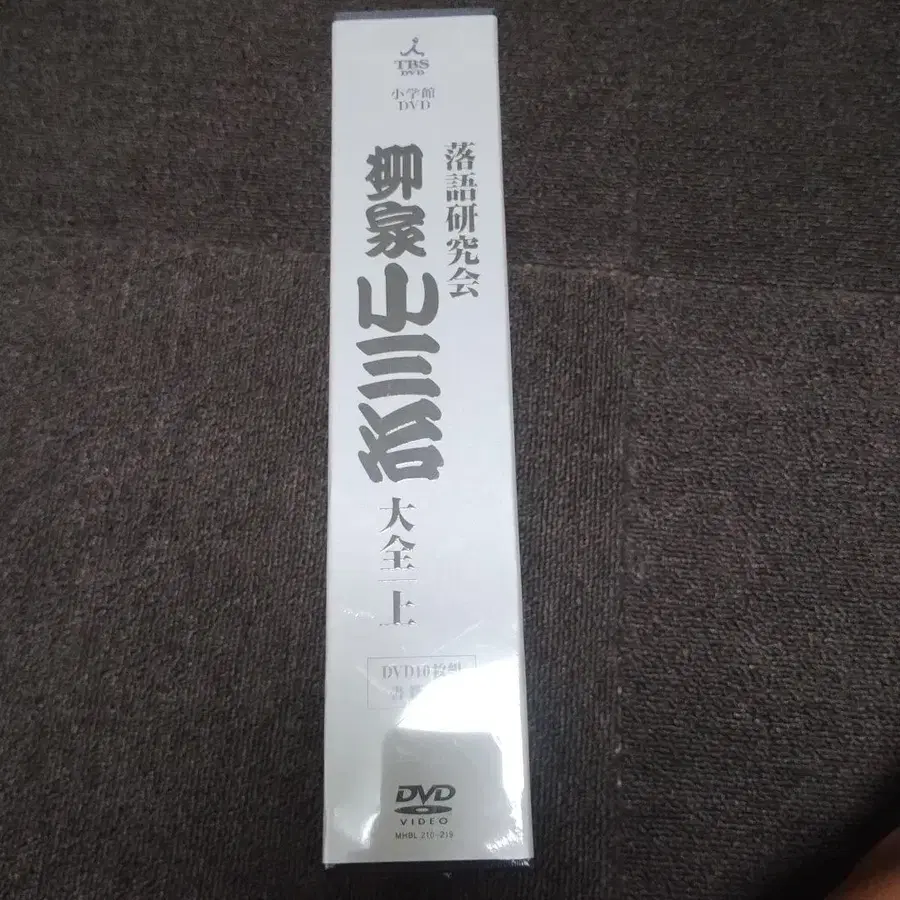 TBS
DVD
小学館
DVD
落語研究会
柳家小三治
大全
上
DVD10枚組
DVD
VIDEO
MHBL 210-219